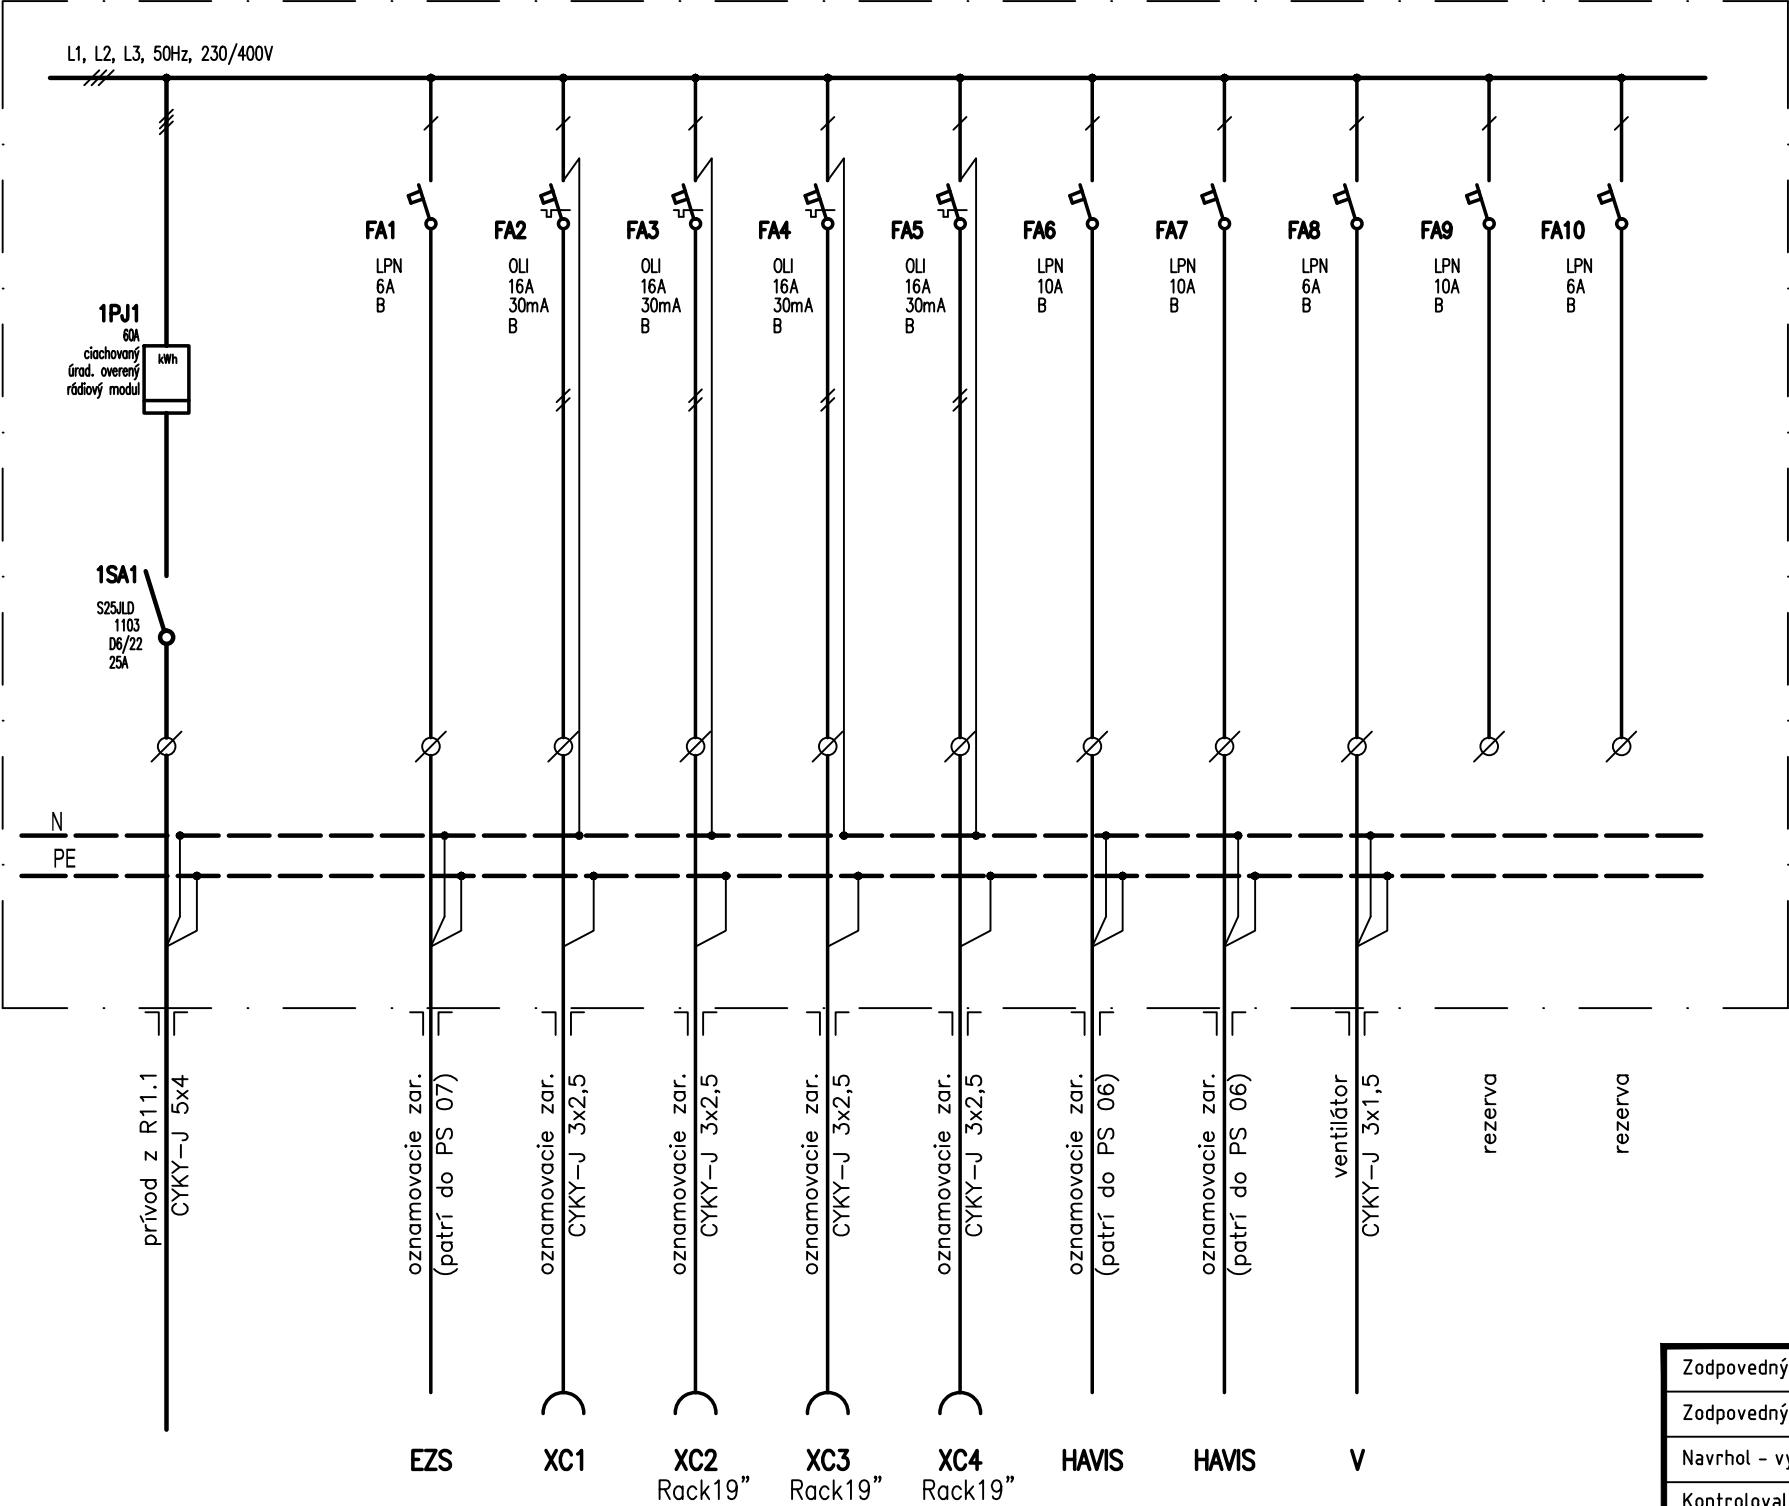 L1, L2, L3, 50Hz, 230/400V
FA1
LPN
6A
B
FA2
OLI
16A
30mA
B
FA3
OLI
16A
30mA
B
FA4
OLI
16A
30mA
B
FA5
OLI
16A
30mA
B
FA6
LPN
10A
B
FA7
LPN
10A
B
FA8
LPN
6A
B
FA9
LPN
10A
B
FA10
LPN
6A
B
1PJ1
60A
ciachovaný
úrad. overený
rádiový modul
kWh
1SA1
S25JLD
1103
D6/22
25A
N
PE
prívod z R11.1
CYKY-J 5x4
oznamovacie zar.
(patrí do PS 07)
oznamovacie zar.
CYKY-J 3x2,5
oznamovacie zar.
CYKY-J 3x2,5
oznamovacie zar.
CYKY-J 3x2,5
oznamovacie zar.
CYKY-J 3x2,5
oznamovacie zar.
(patrí do PS 06)
oznamovacie zar.
(patrí do PS 06)
ventilátor
CYKY-J 3x1,5
rezerva
rezerva
EZS
XC1
XC2
Rack19"
XC3
Rack19"
XC4
Rack19"
HAVIS
HAVIS
V
Zodpovedný
Zodpovedný
Navrhol - vy
Kontroloval